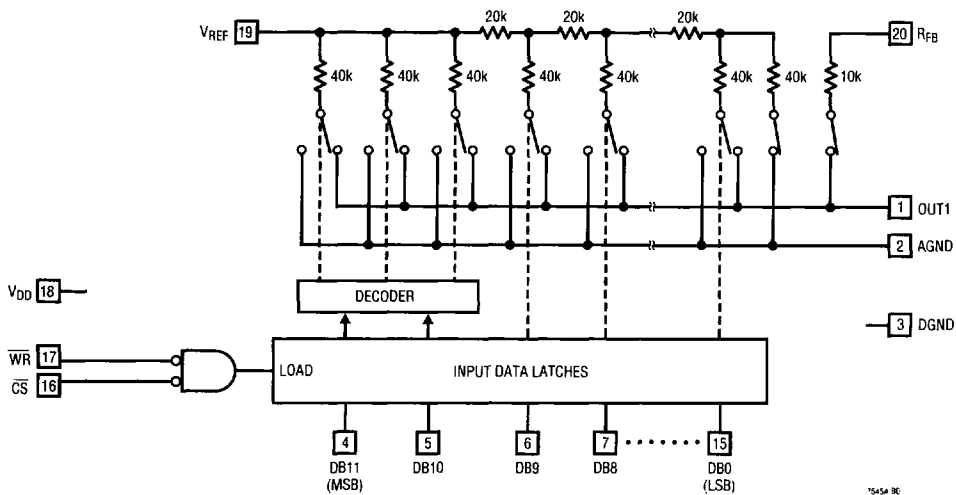 20k 20k 20k
VREF 19
20 RFB
40k 40k 40k 40k 40k 40k 40k 10k
1 OUT1
2 AGND
VDD 18
DECODER
3 DGND
WR 17
CS 16
LOAD INPUT DATA LATCHES
4 5 6 7 15
DB11 DB10 DB9 DB8 DB0
(MSB) (LSB)
7545A BD